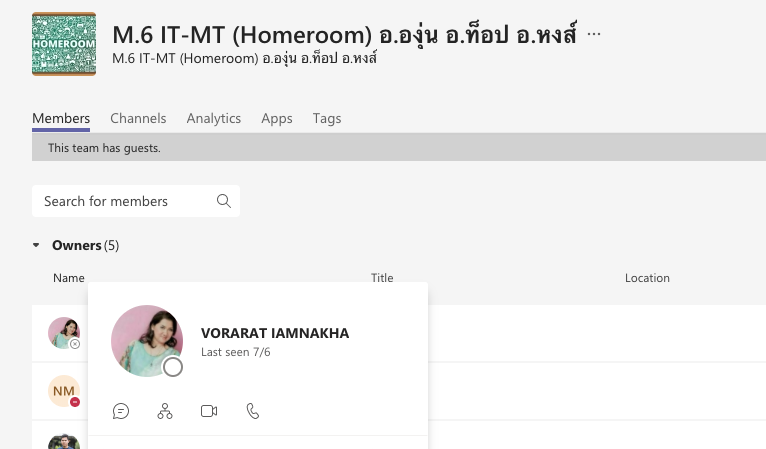 HOMEROOM
M.6 IT-MT (Homeroom) อ.องุ่น อ.ท็อป อ.หงส์
M.6 IT-MT (Homeroom) อ.องุ่น อ.ท็อป อ.หงส์
Members Channels Analytics Apps Tags
This team has guests.
Search for members
Owners (5)
Name Title Location
VORARAT IAMNAKHA
Last seen 7/6
NM